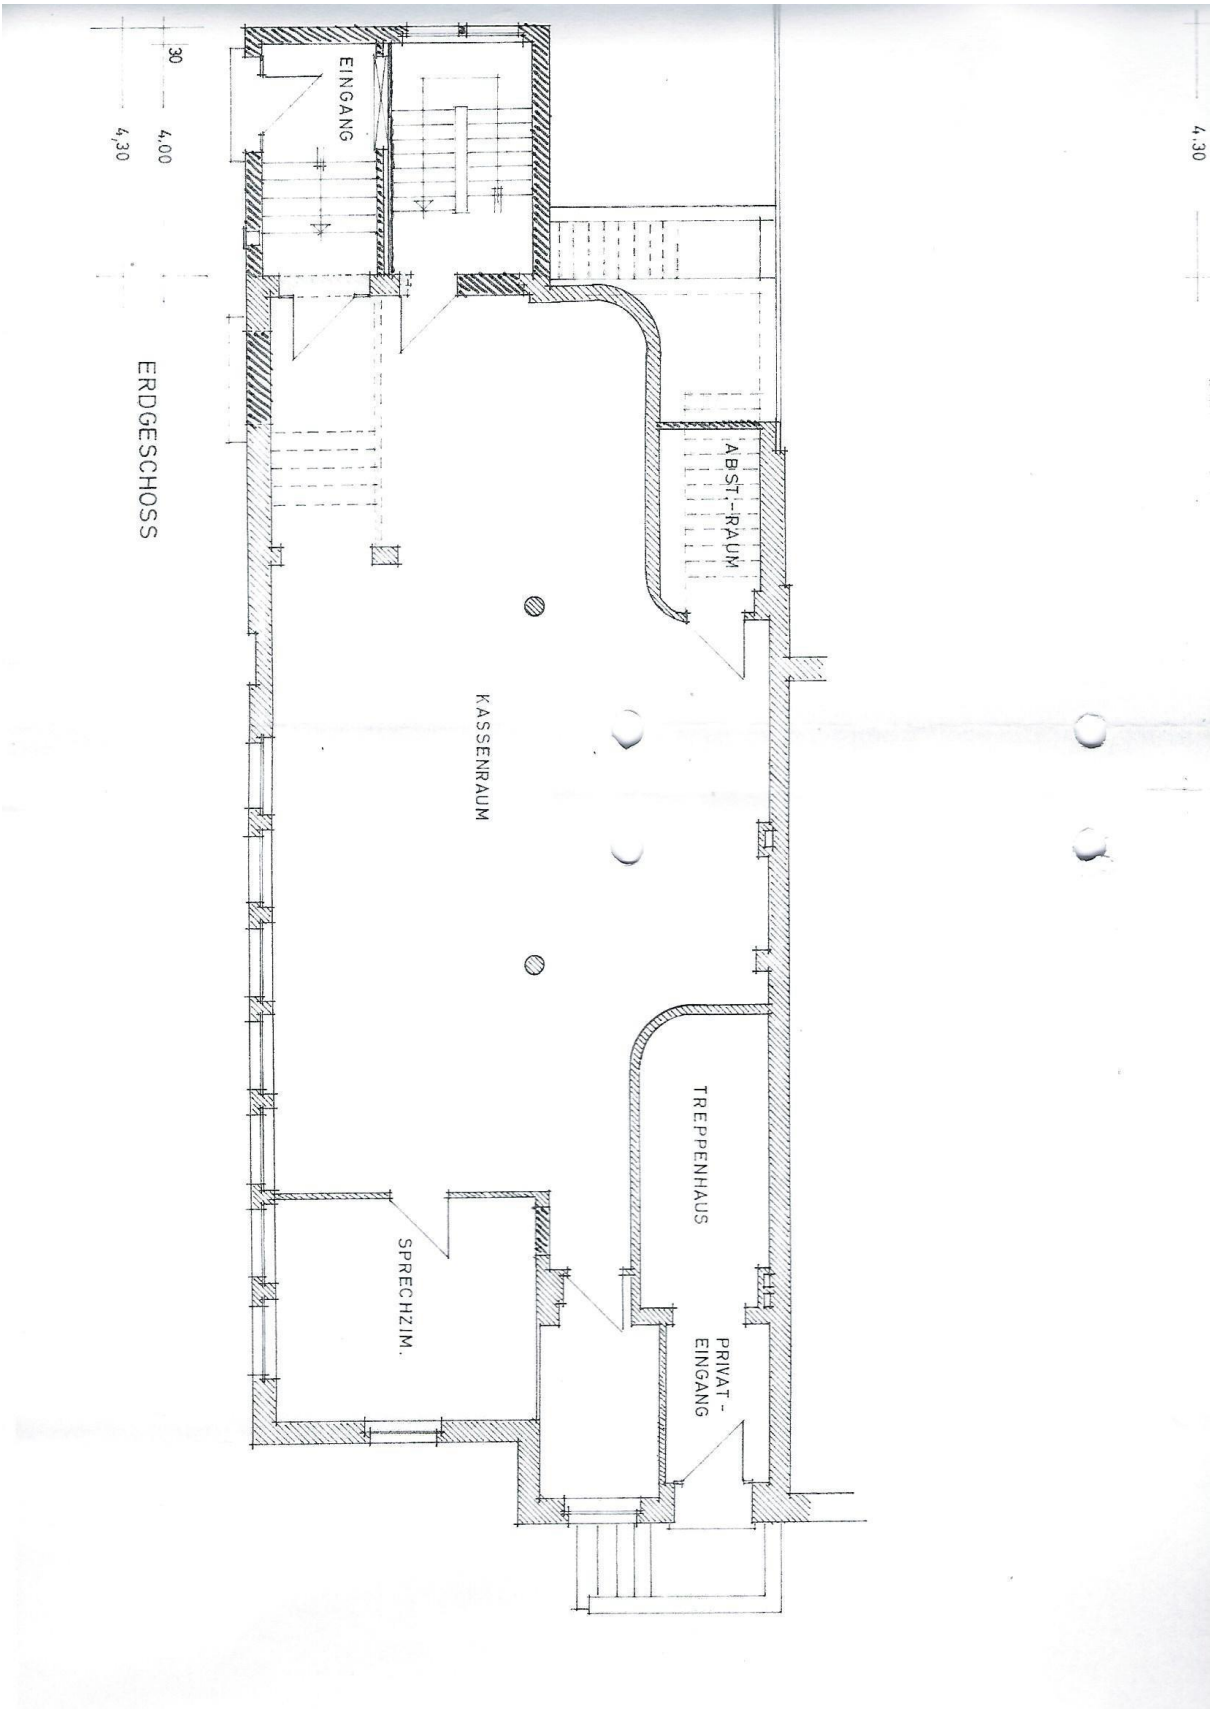 4.30
30
4.00
4,30
EINGANG
ABST.-RAUM
ERDGESCHOSS
KASSENRAUM
TREPPENHAUS
SPRECHZIM.
PRIVAT-
EINGANG